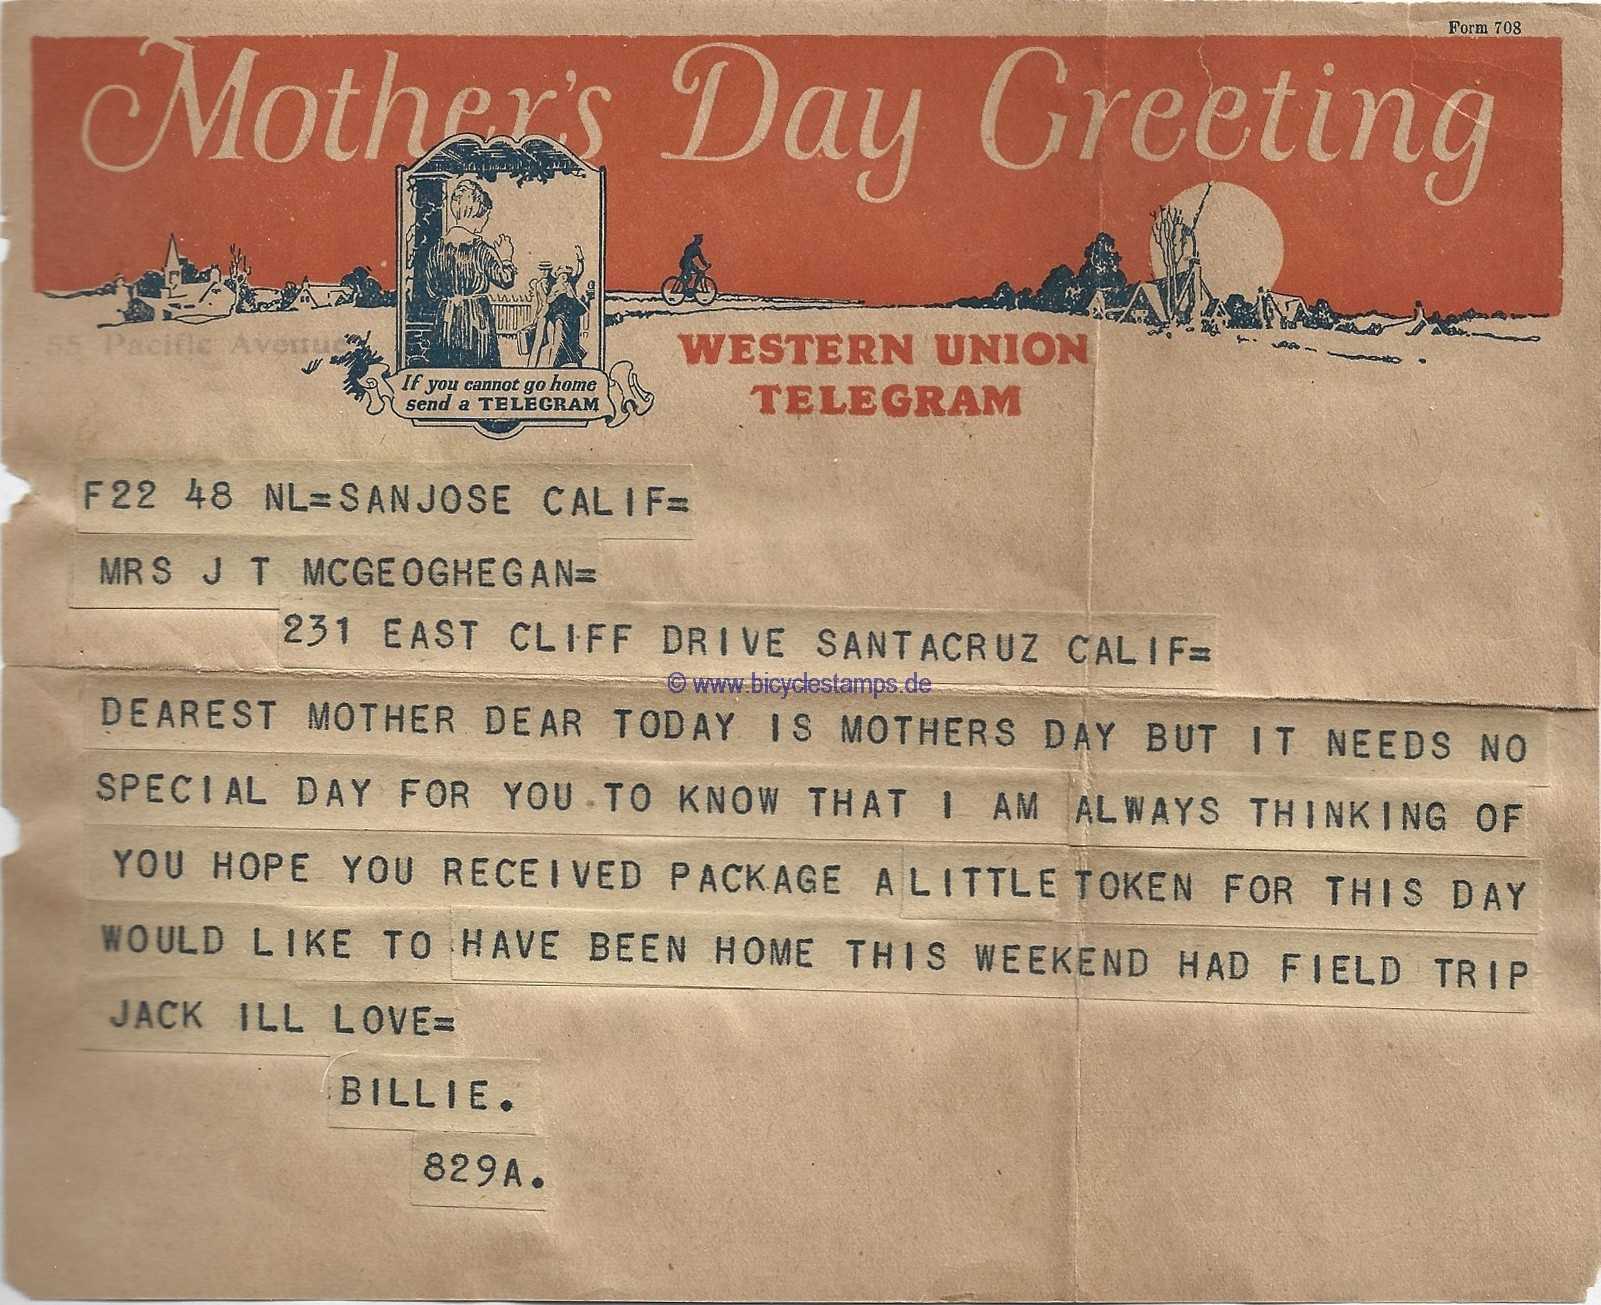 Form 708
Mother's Day Greeting
Pacific Avenue
If you cannot go home
send a TELEGRAM
WESTERN UNION
TELEGRAM
F22 48 NL=SANJOSE CALIF=
MRS J T MCGEOGHEGAN=
231 EAST CLIFF DRIVE SANTACRUZ CALIF=
© www.bicyclestamps.de
DEAREST MOTHER DEAR TODAY IS MOTHERS DAY BUT IT NEEDS NO
SPECIAL DAY FOR YOU TO KNOW THAT I AM ALWAYS THINKING OF
YOU HOPE YOU RECEIVED PACKAGE A LITTLE TOKEN FOR THIS DAY
WOULD LIKE TO HAVE BEEN HOME THIS WEEKEND HAD FIELD TRIP
JACK ILL LOVE=
BILLIE.
829A.